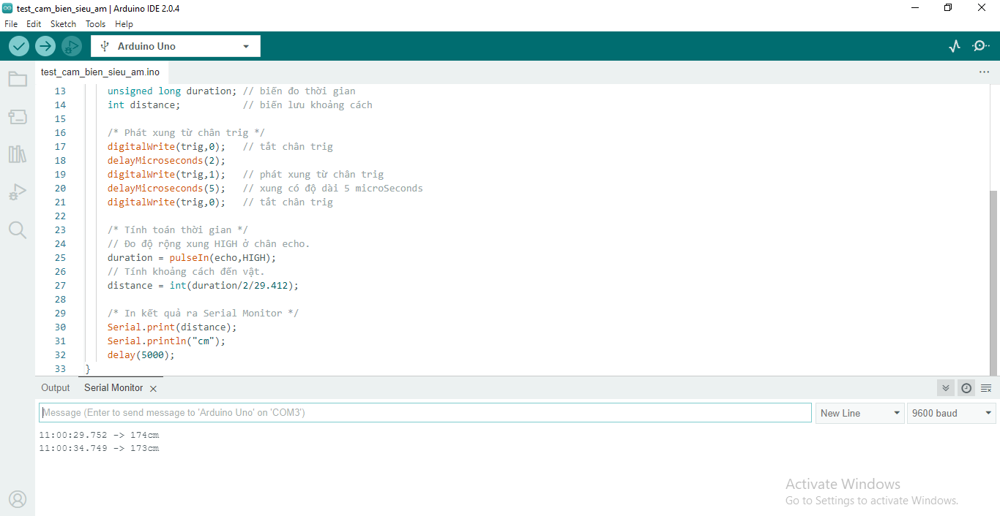 test_cam_bien_sieu_am | Arduino IDE 2.0.4
File Edit Sketch Tools Help
Arduino Uno
test_cam_bien_sieu_am.ino
13 unsigned long duration; // biến đo thời gian
14 int distance; // biến lưu khoảng cách
15
16 /* Phát xung từ chân trig */
17 digitalWrite(trig,0); // tắt chân trig
18 delayMicroseconds(2);
19 digitalWrite(trig,1); // phát xung từ chân trig
20 delayMicroseconds(5); // xung có độ dài 5 microSeconds
21 digitalWrite(trig,0); // tắt chân trig
22
23 /* Tính toán thời gian */
24 // Đo độ rộng xung HIGH ở chân echo.
25 duration = pulseIn(echo,HIGH);
26 // Tính khoảng cách đến vật.
27 distance = int(duration/2/29.412);
28
29 /* In kết quả ra Serial Monitor */
30 Serial.print(distance);
31 Serial.println("cm");
32 delay(5000);
33 }
Output Serial Monitor
Message (Enter to send message to 'Arduino Uno' on 'COM3') New Line 9600 baud
11:00:29.752 -> 174cm
11:00:34.749 -> 173cm
Activate Windows
Go to Settings to activate Windows.